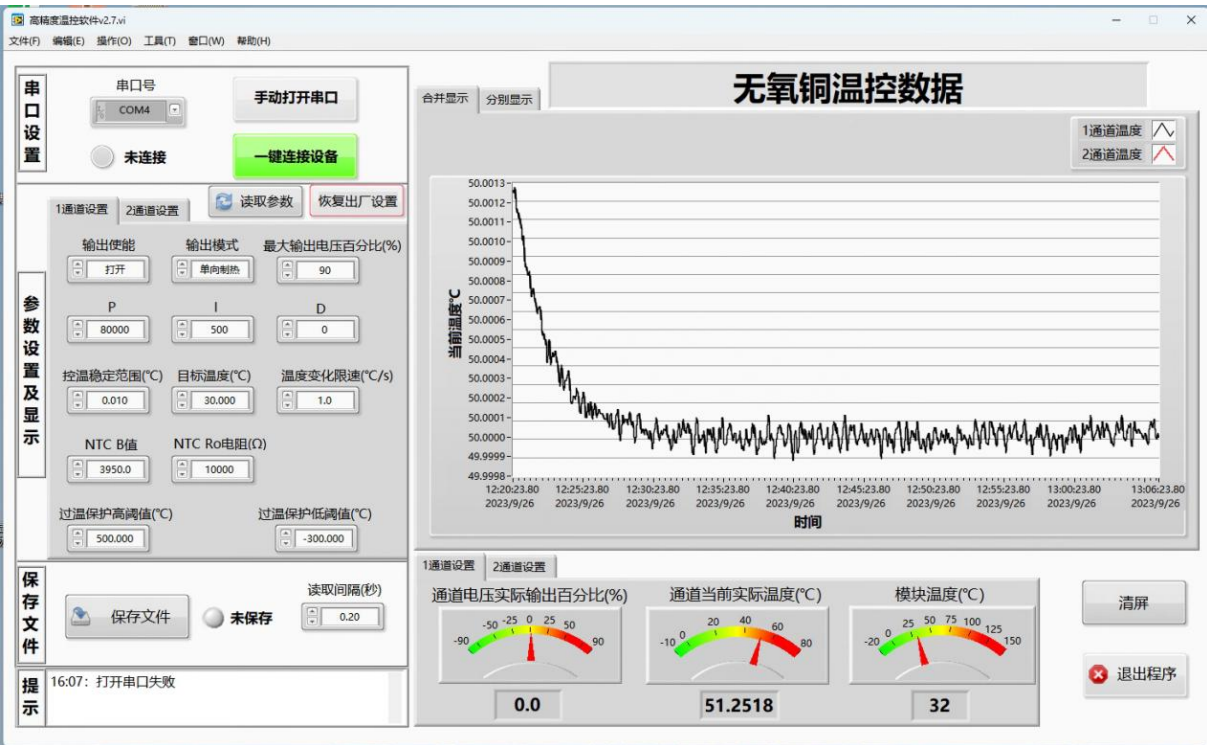 高精度温控软件v2.7.vi
文件(F) 编辑(E) 操作(O) 工具(T) 窗口(W) 帮助(H)
串口设置
串口号
COM4
手动打开串口
未连接
一键连接设备
参数设置及显示
1通道设置 2通道设置 读取参数 恢复出厂设置
输出使能 输出模式 最大输出电压百分比(%)
打开 单向制热 90
P I D
80000 500 0
控温稳定范围(℃) 目标温度(℃) 温度变化限速(℃/s)
0.010 30.000 1.0
NTC B值 NTC Ro电阻(Ω)
3950.0 10000
过温保护高阈值(℃) 过温保护低阈值(℃)
500.000 -300.000
保存文件
保存文件 未保存
读取间隔(秒)
0.20
提示
16:07：打开串口失败
无氧铜温控数据
合并显示 分别显示
1通道温度
2通道温度
当前温度℃
50.0013
50.0012
50.0011
50.0010
50.0009
50.0008
50.0007
50.0006
50.0005
50.0004
50.0003
50.0002
50.0001
50.0000
49.9999
49.9998
12:20:23.80 12:25:23.80 12:30:23.80 12:35:23.80 12:40:23.80 12:45:23.80 12:50:23.80 12:55:23.80 13:00:23.80 13:06:23.80
2023/9/26 2023/9/26 2023/9/26 2023/9/26 2023/9/26 2023/9/26 2023/9/26 2023/9/26 2023/9/26 2023/9/26
时间
1通道设置 2通道设置
通道电压实际输出百分比(%) 通道当前实际温度(℃) 模块温度(℃)
-90 -50 -25 0 25 50 90
-10 0 20 40 60 80
-20 0 25 50 75 100 125 150
0.0 51.2518 32
清屏
退出程序